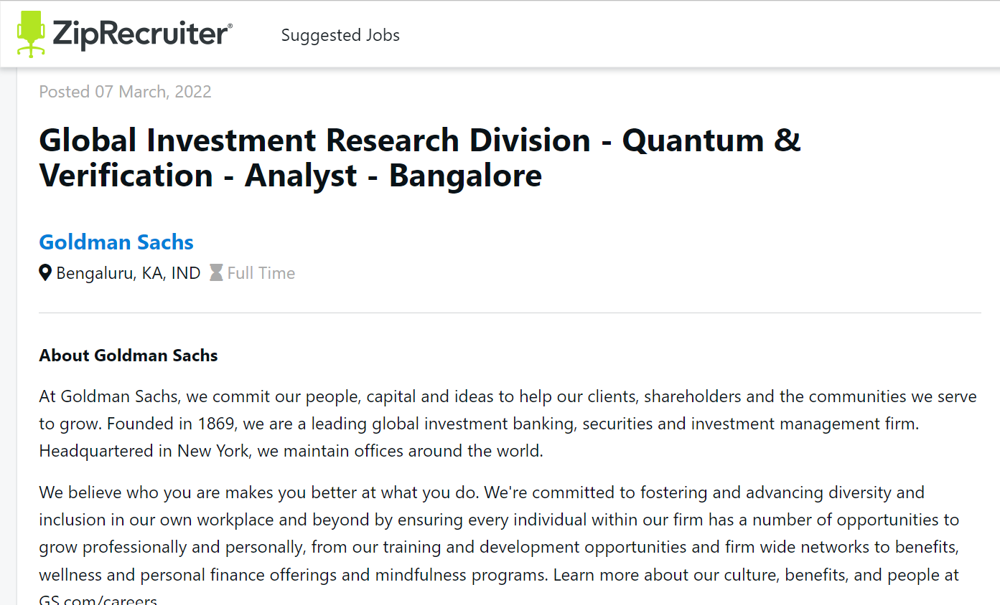 ZipRecruiter®
Suggested Jobs
Posted 07 March, 2022
Global Investment Research Division - Quantum &
Verification - Analyst - Bangalore
Goldman Sachs
Bengaluru, KA, IND Full Time
About Goldman Sachs
At Goldman Sachs, we commit our people, capital and ideas to help our clients, shareholders and the communities we serve
to grow. Founded in 1869, we are a leading global investment banking, securities and investment management firm.
Headquartered in New York, we maintain offices around the world.
We believe who you are makes you better at what you do. We're committed to fostering and advancing diversity and
inclusion in our own workplace and beyond by ensuring every individual within our firm has a number of opportunities to
grow professionally and personally, from our training and development opportunities and firm wide networks to benefits,
wellness and personal finance offerings and mindfulness programs. Learn more about our culture, benefits, and people at
GS.com/careers